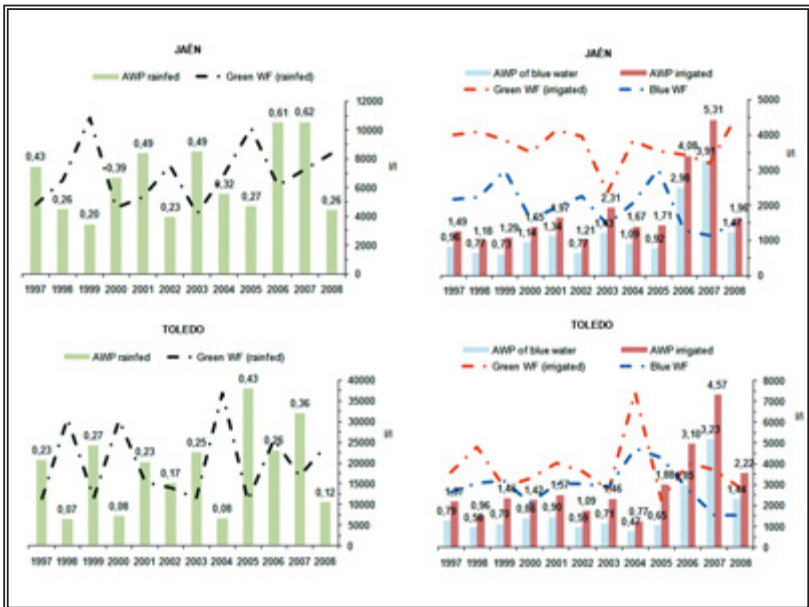 JAÉN
AWP rainfed Green WF (rainfed)
12000
10000
8000
6000
4000
2000
0
0,43 0,26 0,20 0,39 0,49 0,23 0,49 0,32 0,27 0,61 0,62 0,26
1997 1998 1999 2000 2001 2002 2003 2004 2005 2006 2007 2008
JAÉN
AWP of blue water AWP irrigated
Green WF (irrigated) Blue WF
5000
4000
3000
2000
1000
0
1,49 1,18 1,29 1,65 1,97 1,21 2,31 1,67 1,71 4,08 5,31 1,96
0,96 0,77 0,73 1,14 1,34 0,77 1,09 0,92 2,98 3,91
1997 1998 1999 2000 2001 2002 2003 2004 2005 2006 2007 2008
TOLEDO
AWP rainfed Green WF (rainfed)
40000
35000
30000
25000
20000
15000
10000
5000
0
0,23 0,07 0,27 0,08 0,23 0,17 0,25 0,08 0,43 0,26 0,36 0,12
1997 1998 1999 2000 2001 2002 2003 2004 2005 2006 2007 2008
TOLEDO
AWP of blue water AWP irrigated
Green WF (irrigated) Blue WF
8000
7000
6000
5000
4000
3000
2000
1000
0
0,96 1,42 1,57 1,09 1,46 0,77 1,88 3,10 4,57 2,22
0,79 0,70 0,86 0,90 0,59 0,71 0,47 0,65 3,23 1,44
1997 1998 1999 2000 2001 2002 2003 2004 2005 2006 2007 2008